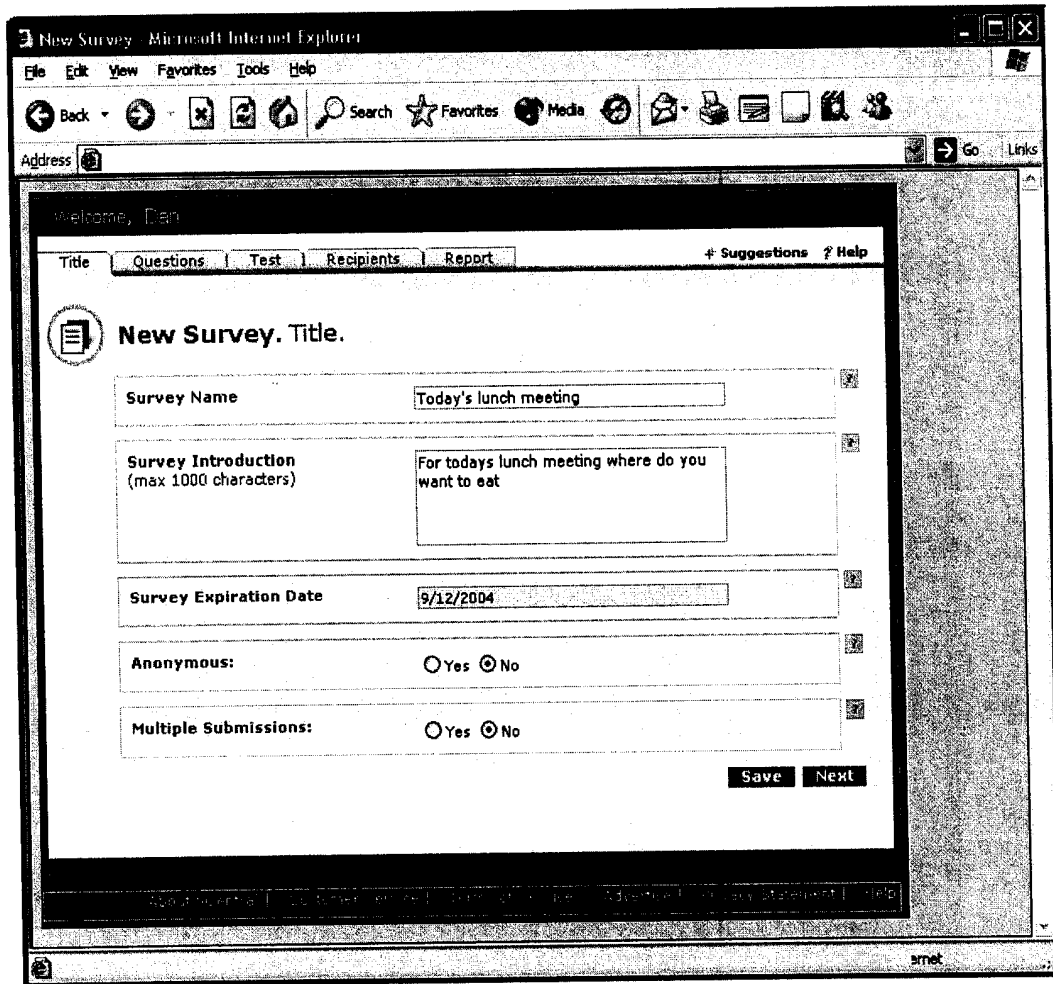 New Survey - Microsoft Internet Explorer
File Edit View Favorites Tools Help
Back Search Favorites Media
Address Go Links
Welcome, Dan
Title Questions Test Recipients Report + Suggestions ? Help
New Survey. Title.
Survey Name Today's lunch meeting ?
Survey Introduction For todays lunch meeting where do you ?
(max 1000 characters) want to eat
Survey Expiration Date 9/12/2004 ?
Anonymous: Yes No ?
Multiple Submissions: Yes No ?
Save Next
Statement | Help
ernet